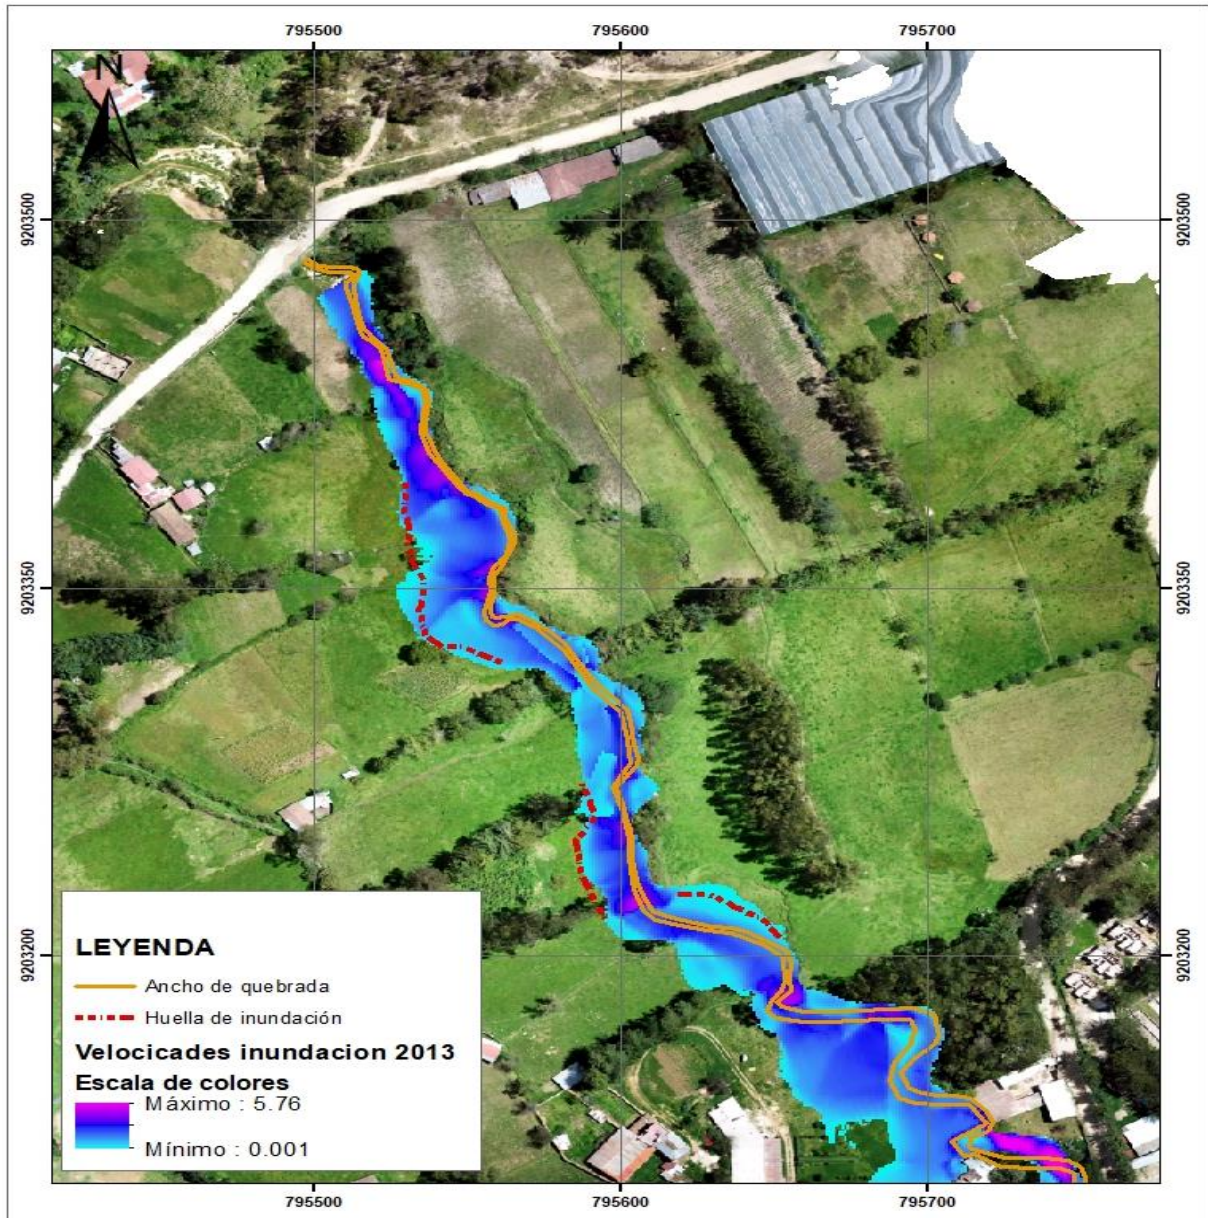 795500 795600 795700
N
9203500 9203500
9203350 9203350
9203200 9203200
LEYENDA
Ancho de quebrada
Huella de inundación
Velocicades inundacion 2013
Escala de colores
Máximo : 5.76
Mínimo : 0.001
795500 795600 795700